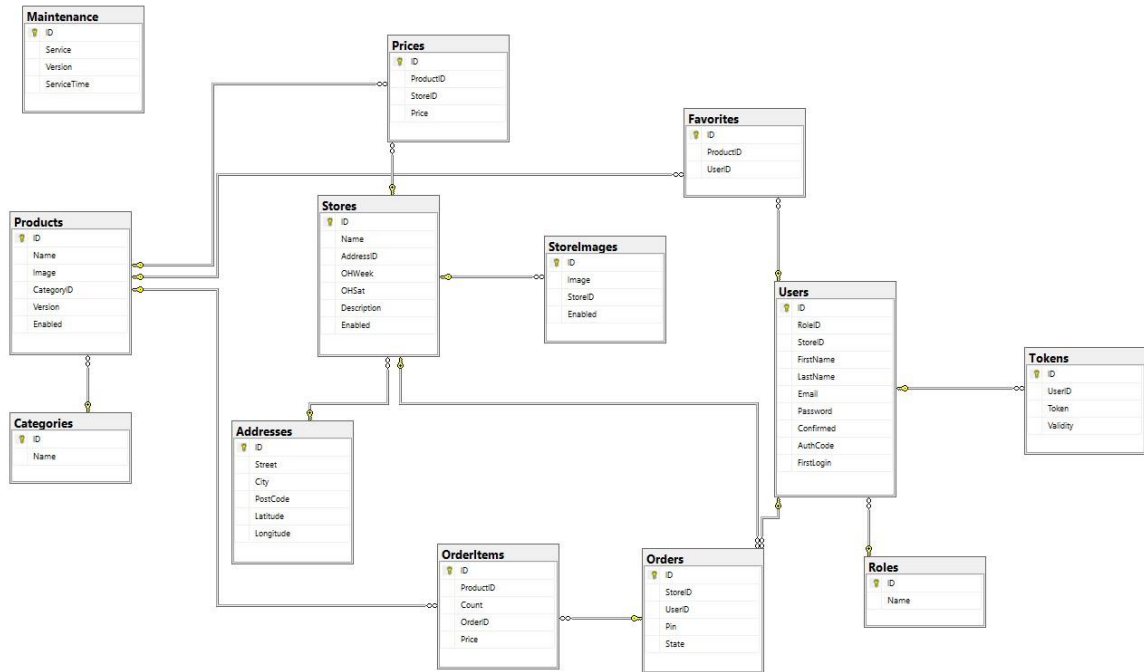 Maintenance
ID
Service
Version
ServiceTime
Prices
ID
ProductID
StoreID
Price
Favorites
ID
ProductID
UserID
Products
ID
Name
Image
CategoryID
Version
Enabled
Stores
ID
Name
AddressID
OHWeek
OHSat
Description
Enabled
StoreImages
ID
Image
StoreID
Enabled
Users
ID
RoleID
StoreID
FirstName
LastName
Email
Password
Confirmed
AuthCode
FirstLogin
Tokens
ID
UserID
Token
Validity
Categories
ID
Name
Addresses
ID
Street
City
PostCode
Latitude
Longitude
OrderItems
ID
ProductID
Count
OrderID
Price
Orders
ID
StoreID
UserID
Pin
State
Roles
ID
Name